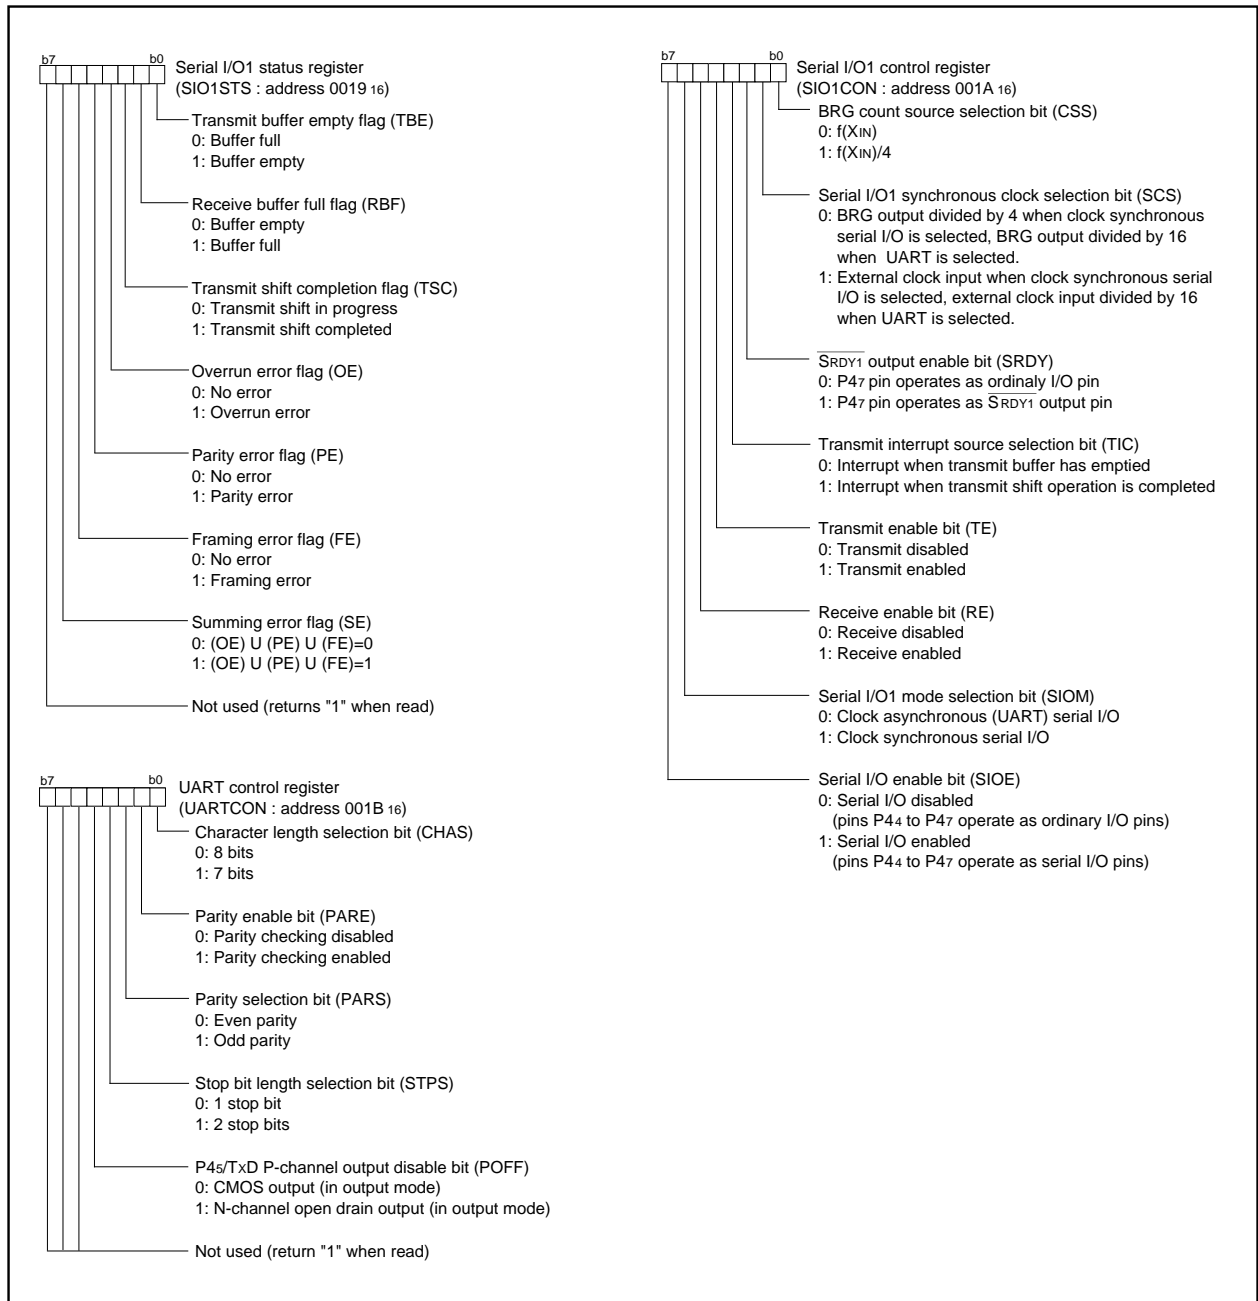 b7
b0
Serial I/O1 status register
(SIO1STS : address 0019 16)
Transmit buffer empty flag (TBE)
0: Buffer full
1: Buffer empty
Receive buffer full flag (RBF)
0: Buffer empty
1: Buffer full
Transmit shift completion flag (TSC)
0: Transmit shift in progress
1: Transmit shift completed
Overrun error flag (OE)
0: No error
1: Overrun error
Parity error flag (PE)
0: No error
1: Parity error
Framing error flag (FE)
0: No error
1: Framing error
Summing error flag (SE)
0: (OE) U (PE) U (FE)=0
1: (OE) U (PE) U (FE)=1
Not used (returns "1" when read)
b7
b0
UART control register
(UARTCON : address 001B 16)
Character length selection bit (CHAS)
0: 8 bits
1: 7 bits
Parity enable bit (PARE)
0: Parity checking disabled
1: Parity checking enabled
Parity selection bit (PARS)
0: Even parity
1: Odd parity
Stop bit length selection bit (STPS)
0: 1 stop bit
1: 2 stop bits
P45/TXD P-channel output disable bit (POFF)
0: CMOS output (in output mode)
1: N-channel open drain output (in output mode)
Not used (return "1" when read)
b7
b0
Serial I/O1 control register
(SIO1CON : address 001A 16)
BRG count source selection bit (CSS)
0: f(XIN)
1: f(XIN)/4
Serial I/O1 synchronous clock selection bit (SCS)
0: BRG output divided by 4 when clock synchronous
serial I/O is selected, BRG output divided by 16
when UART is selected.
1: External clock input when clock synchronous serial
I/O is selected, external clock input divided by 16
when UART is selected.
SRDY1 output enable bit (SRDY)
0: P47 pin operates as ordinaly I/O pin
1: P47 pin operates as SRDY1 output pin
Transmit interrupt source selection bit (TIC)
0: Interrupt when transmit buffer has emptied
1: Interrupt when transmit shift operation is completed
Transmit enable bit (TE)
0: Transmit disabled
1: Transmit enabled
Receive enable bit (RE)
0: Receive disabled
1: Receive enabled
Serial I/O1 mode selection bit (SIOM)
0: Clock asynchronous (UART) serial I/O
1: Clock synchronous serial I/O
Serial I/O enable bit (SIOE)
0: Serial I/O disabled
(pins P44 to P47 operate as ordinary I/O pins)
1: Serial I/O enabled
(pins P44 to P47 operate as serial I/O pins)